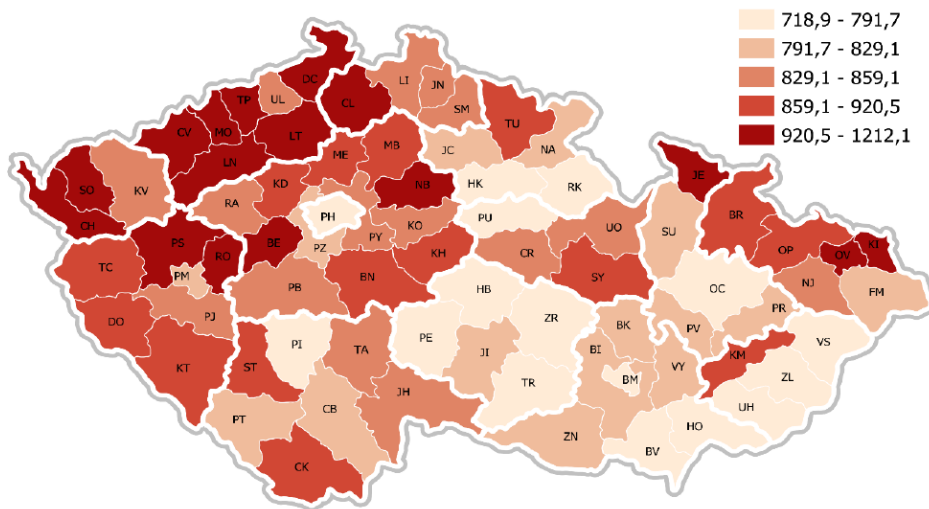 718,9 - 791,7
791,7 - 829,1
829,1 - 859,1
859,1 - 920,5
920,5 - 1212,1
DC
LI
JN
TP
UL
CL
SM
CV
MO
LT
TU
MB
ME
JC
NA
LN
SO
KV
KD
NB
HK
RK
JE
RA
PH
PU
BR
CH
KO
UO
SU
PS
RO
BE
PZ
PY
KH
CR
OP
OV
KI
TC
PM
BN
SY
PB
HB
OC
NJ
FM
DO
PJ
PI
TA
PE
JI
ZR
BK
BI
PV
PR
KT
ST
TR
BM
VY
KM
VS
ZL
PT
CB
JH
ZN
UH
HO
BV
CK